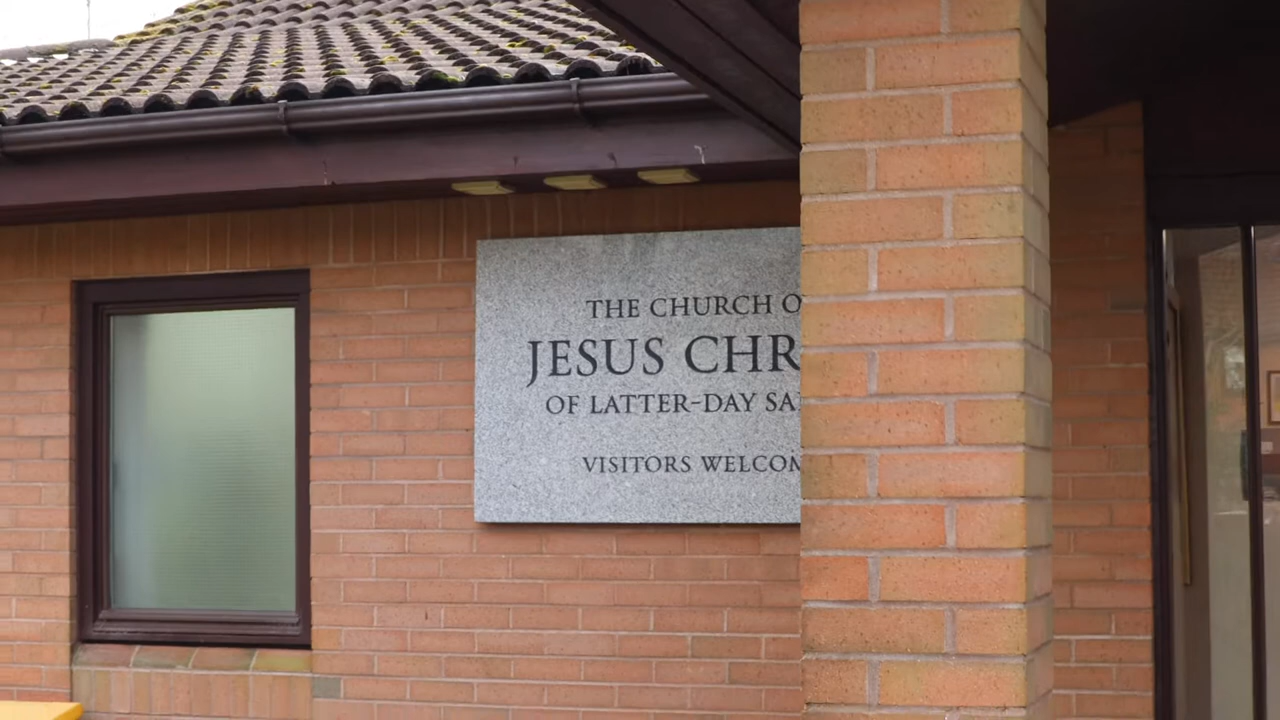 THE CHURCH O
JESUS CHR
OF LATTER-DAY SA
VISITORS WELCOM